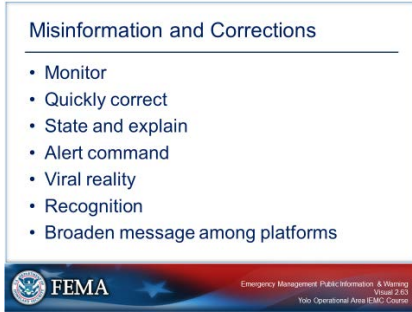 Misinformation and Corrections
• Monitor
• Quickly correct
• State and explain
• Alert command
• Viral reality
• Recognition
• Broaden message among platforms
FEMA
Emergency Management Public Information & Warning
Visual 2.63
Yolo Operational Area IEMC Course